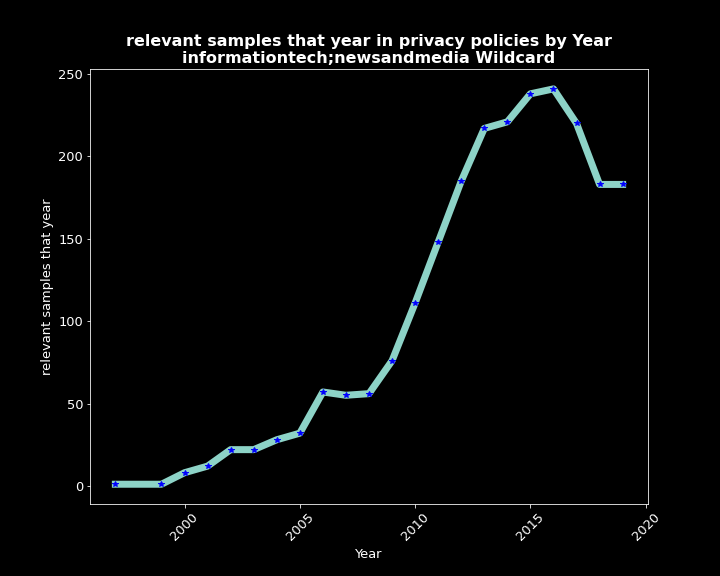 relevant samples that year in privacy policies by Year
informationtech;newsandmedia Wildcard
250
200
150
100
50
0
relevant samples that year
2000
2005
2010
2015
2020
Year